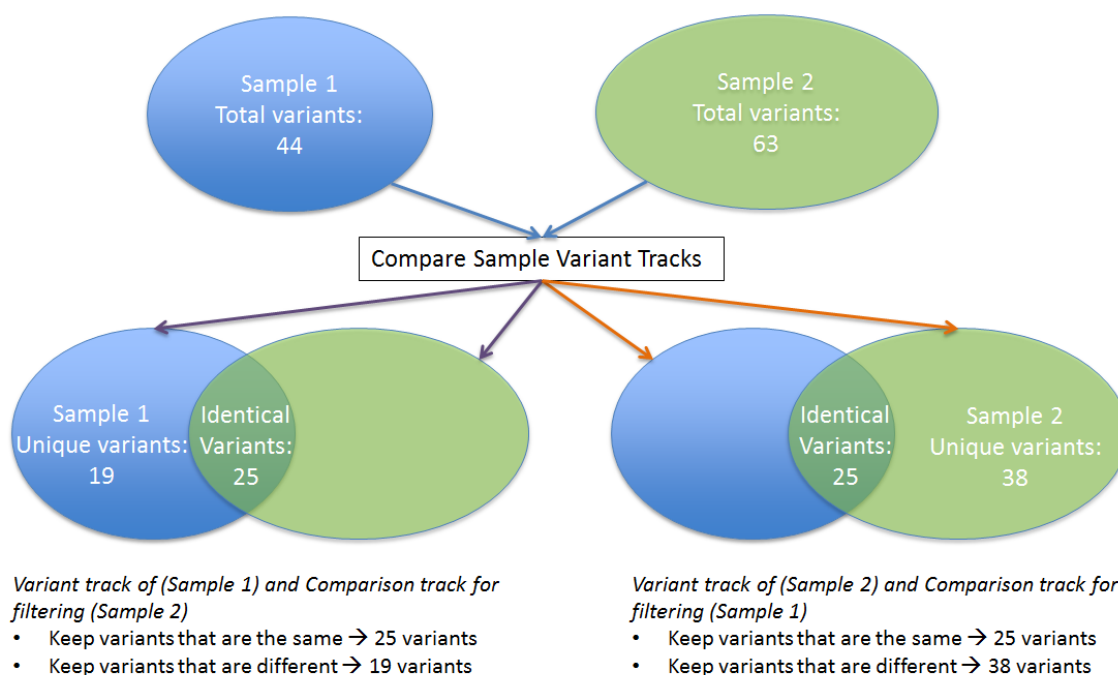 Sample 1
Total variants:
44
Sample 2
Total variants:
63
Compare Sample Variant Tracks
Sample 1
Unique variants:
19
Identical
Variants:
25
Identical
Variants:
25
Sample 2
Unique variants:
38
Variant track of (Sample 1) and Comparison track for
filtering (Sample 2)
• Keep variants that are the same → 25 variants
• Keep variants that are different → 19 variants
Variant track of (Sample 2) and Comparison track for
filtering (Sample 1)
• Keep variants that are the same → 25 variants
• Keep variants that are different → 38 variants